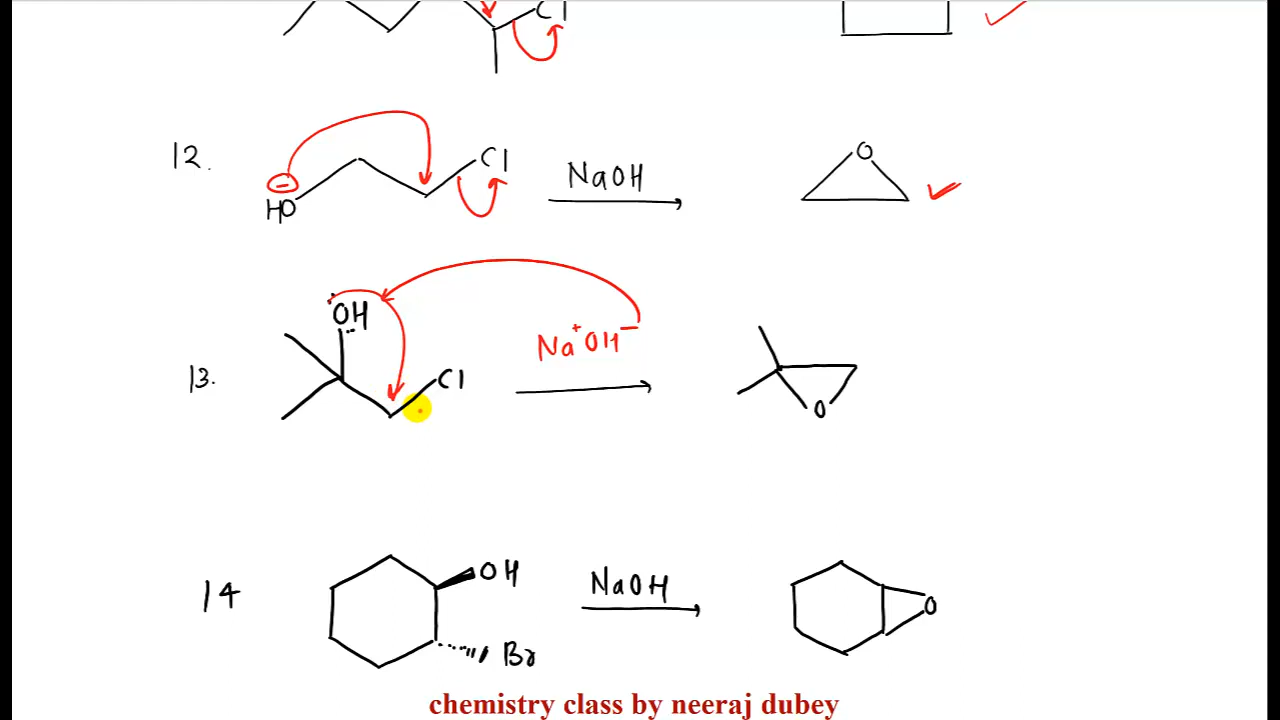 Cl
12. HO − Cl NaOH O
13. OH Cl Na+OH− O
14 OH Br NaOH O
chemistry class by neeraj dubey